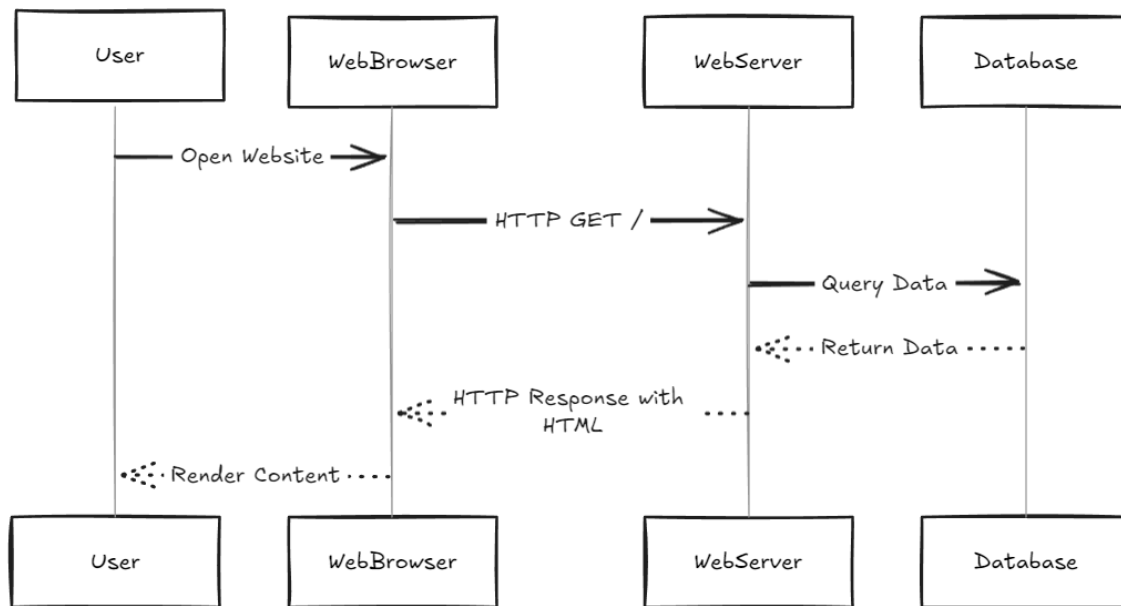 User
WebBrowser
WebServer
Database
Open Website
HTTP GET /
Query Data
Return Data
HTTP Response with
HTML
Render Content
User
WebBrowser
WebServer
Database